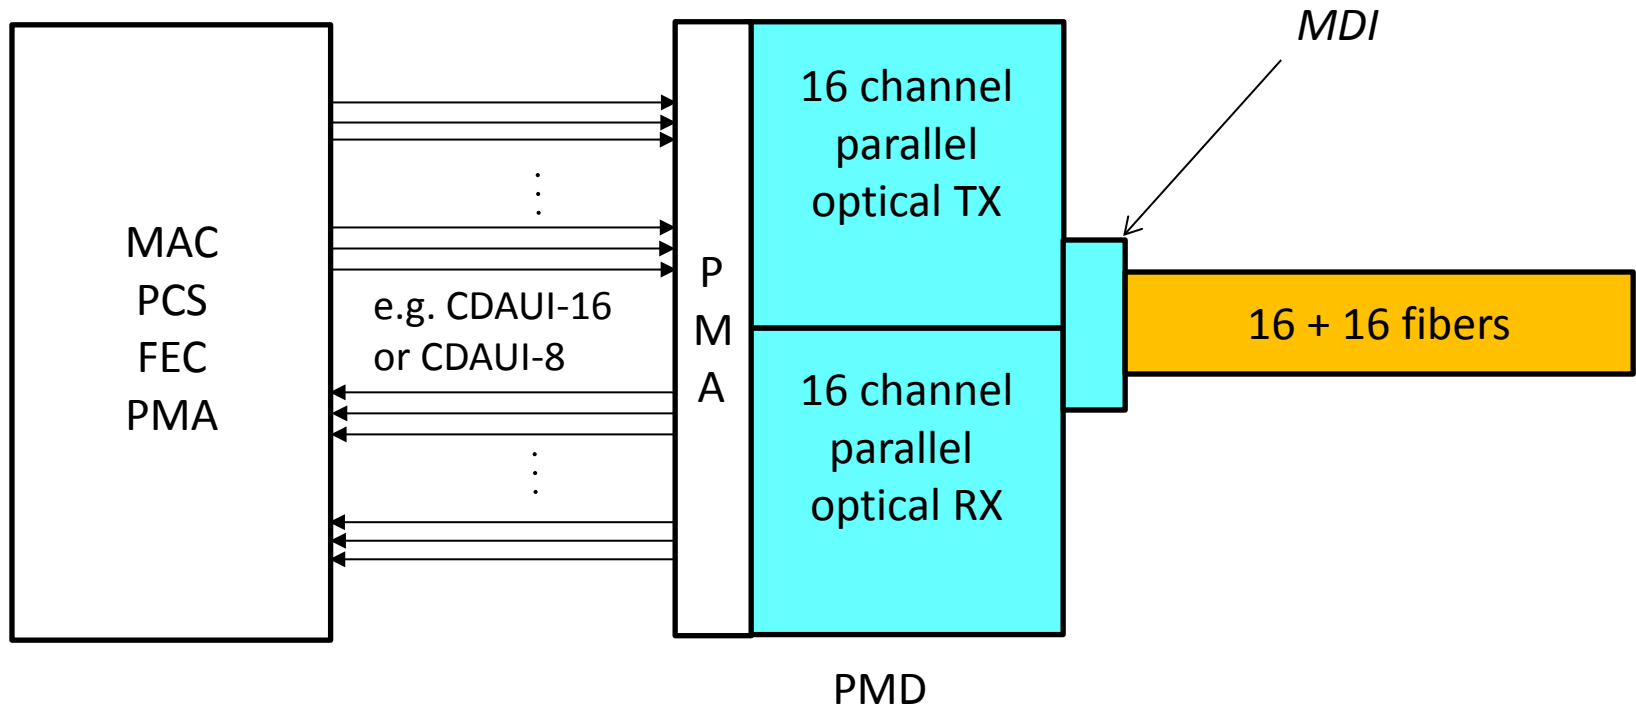 MAC
PCS
FEC
PMA
e.g. CDAUI-16
or CDAUI-8
P
M
A
16 channel
parallel
optical TX
16 channel
parallel
optical RX
PMD
MDI
16 + 16 fibers